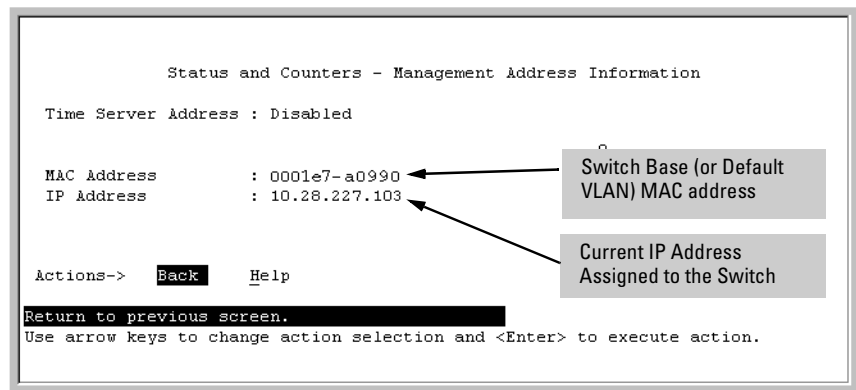 Status and Counters - Management Address Information
Time Server Address : Disabled
MAC Address : 0001e7-a0990
Switch Base (or Default
VLAN) MAC address
IP Address : 10.28.227.103
Current IP Address
Assigned to the Switch
Actions-> Back Help
Return to previous screen.
Use arrow keys to change action selection and <Enter> to execute action.